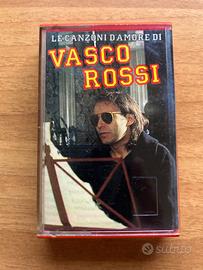 LE CANZONI D'AMORE DI
VASCO
ROSSI
subito